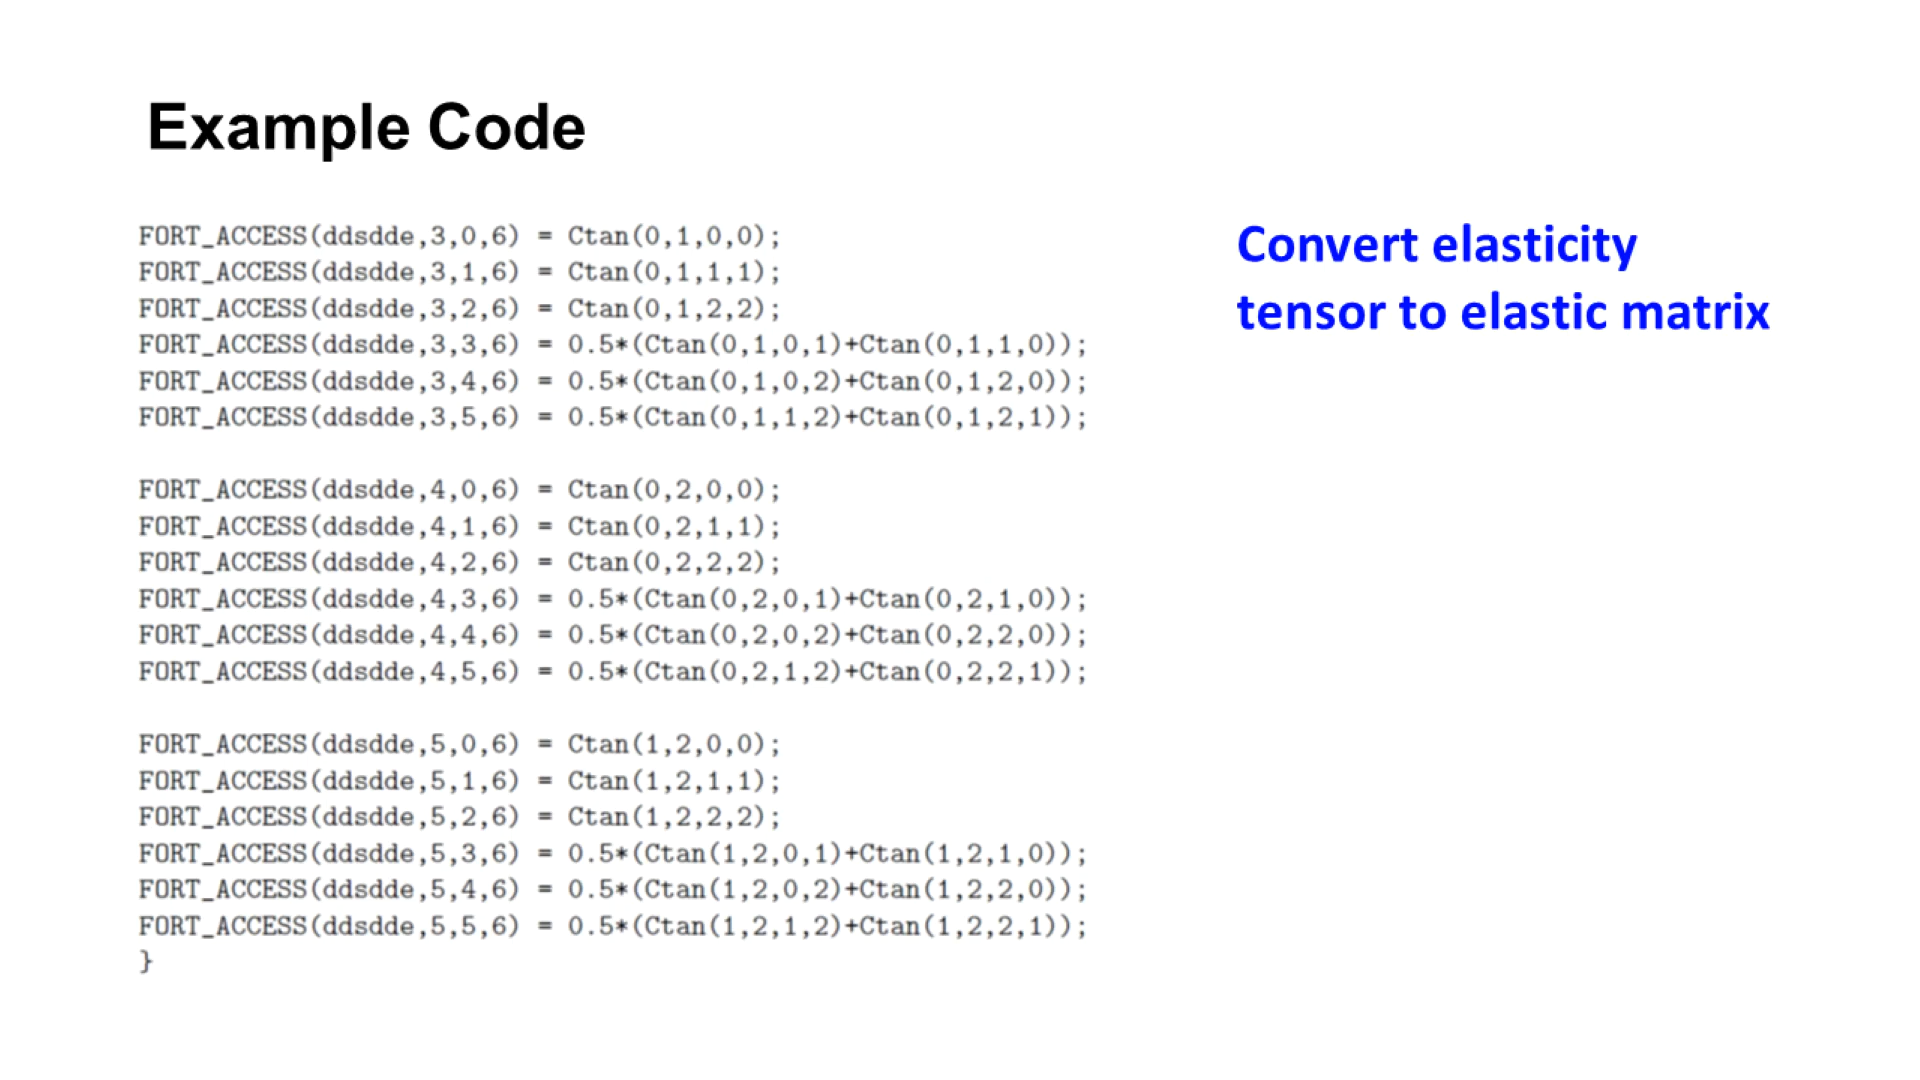 Example Code
FORT_ACCESS(ddsdde,3,0,6) = Ctan(0,1,0,0);
FORT_ACCESS(ddsdde,3,1,6) = Ctan(0,1,1,1);
FORT_ACCESS(ddsdde,3,2,6) = Ctan(0,1,2,2);
FORT_ACCESS(ddsdde,3,3,6) = 0.5*(Ctan(0,1,0,1)+Ctan(0,1,1,0));
FORT_ACCESS(ddsdde,3,4,6) = 0.5*(Ctan(0,1,0,2)+Ctan(0,1,2,0));
FORT_ACCESS(ddsdde,3,5,6) = 0.5*(Ctan(0,1,1,2)+Ctan(0,1,2,1));
FORT_ACCESS(ddsdde,4,0,6) = Ctan(0,2,0,0);
FORT_ACCESS(ddsdde,4,1,6) = Ctan(0,2,1,1);
FORT_ACCESS(ddsdde,4,2,6) = Ctan(0,2,2,2);
FORT_ACCESS(ddsdde,4,3,6) = 0.5*(Ctan(0,2,0,1)+Ctan(0,2,1,0));
FORT_ACCESS(ddsdde,4,4,6) = 0.5*(Ctan(0,2,0,2)+Ctan(0,2,2,0));
FORT_ACCESS(ddsdde,4,5,6) = 0.5*(Ctan(0,2,1,2)+Ctan(0,2,2,1));
FORT_ACCESS(ddsdde,5,0,6) = Ctan(1,2,0,0);
FORT_ACCESS(ddsdde,5,1,6) = Ctan(1,2,1,1);
FORT_ACCESS(ddsdde,5,2,6) = Ctan(1,2,2,2);
FORT_ACCESS(ddsdde,5,3,6) = 0.5*(Ctan(1,2,0,1)+Ctan(1,2,1,0));
FORT_ACCESS(ddsdde,5,4,6) = 0.5*(Ctan(1,2,0,2)+Ctan(1,2,2,0));
FORT_ACCESS(ddsdde,5,5,6) = 0.5*(Ctan(1,2,1,2)+Ctan(1,2,2,1));
}
Convert elasticity
tensor to elastic matrix